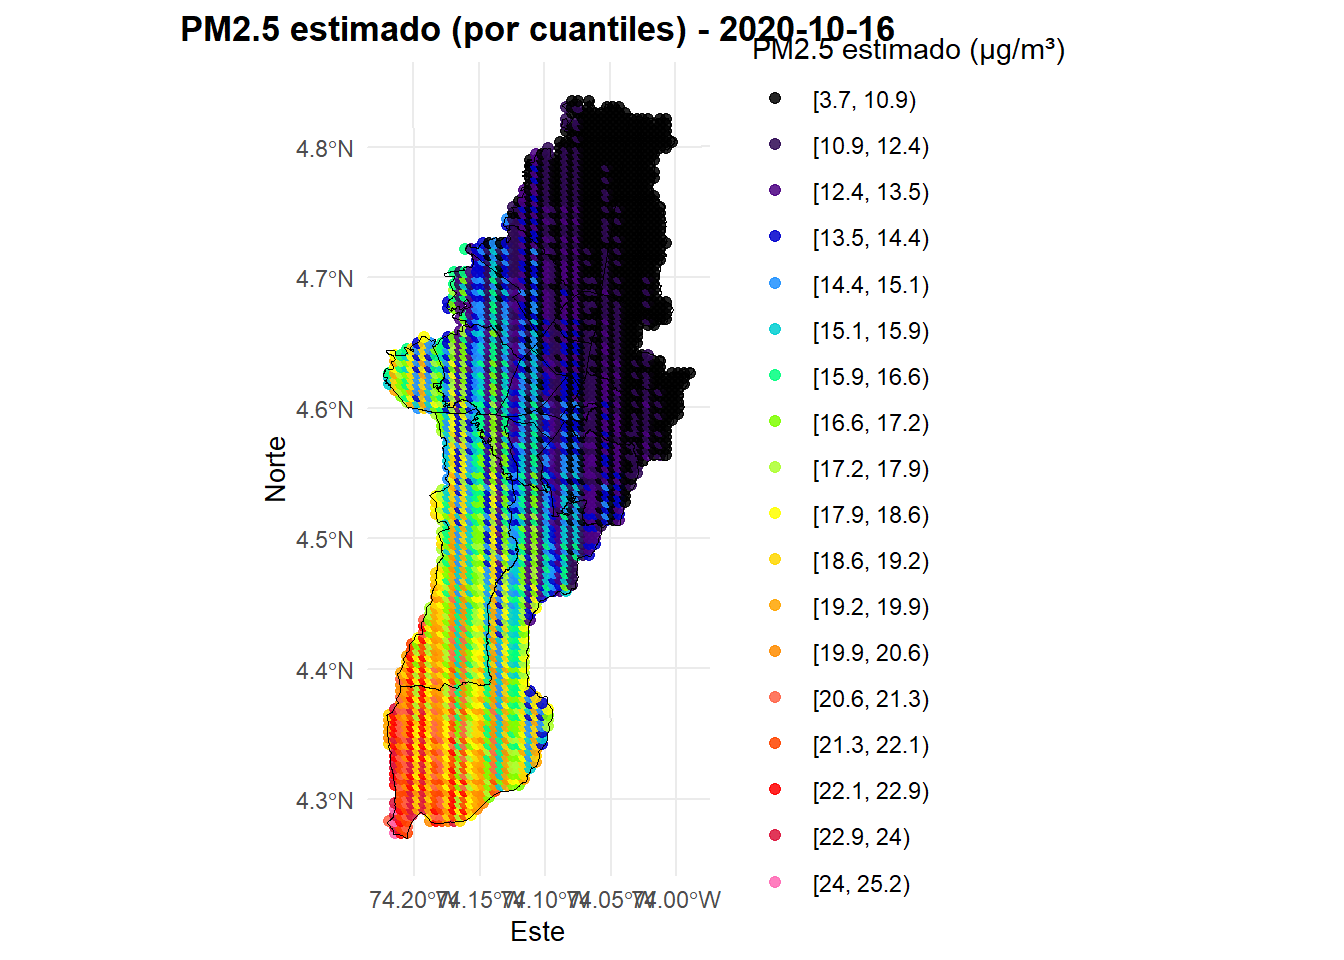 PM2.5 estimado (por cuantiles) - 2020-10-16
PM2.5 estimado (µg/m³)
[3.7, 10.9)
[10.9, 12.4)
[12.4, 13.5)
[13.5, 14.4)
[14.4, 15.1)
[15.1, 15.9)
[15.9, 16.6)
[16.6, 17.2)
[17.2, 17.9)
[17.9, 18.6)
[18.6, 19.2)
[19.2, 19.9)
[19.9, 20.6)
[20.6, 21.3)
[21.3, 22.1)
[22.1, 22.9)
[22.9, 24)
[24, 25.2)
Norte
4.8°N
4.7°N
4.6°N
4.5°N
4.4°N
4.3°N
74.20°W 74.15°W 74.10°W 74.05°W 74.00°W
Este